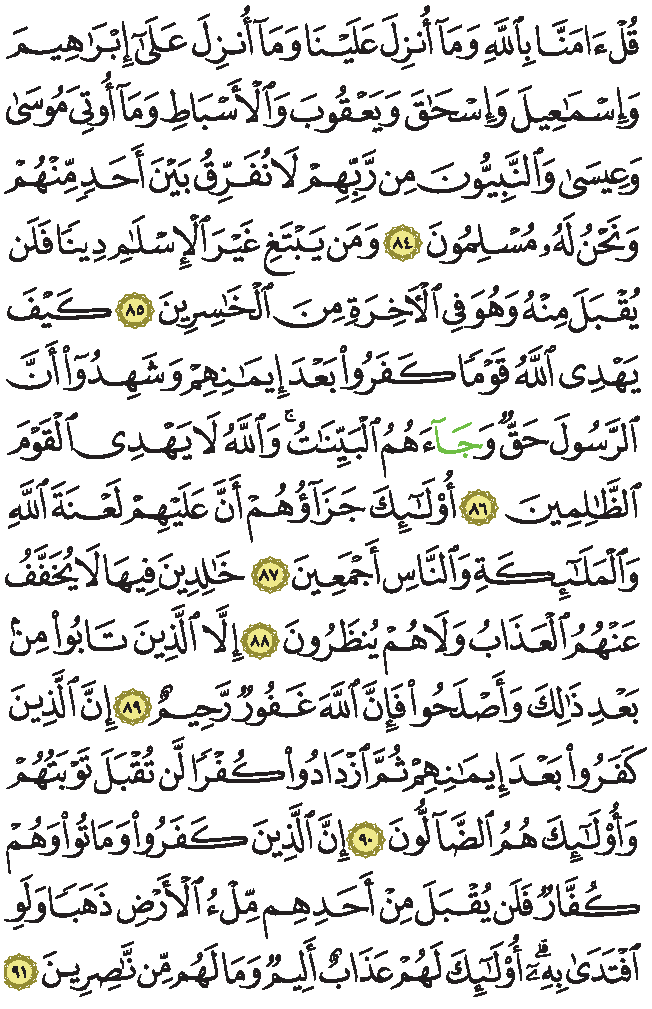 قُلْ ءَامَنَّا بِٱللَّهِ وَمَآ أُنزِلَ عَلَيْنَا وَمَآ أُنزِلَ عَلَىٰٓ إِبْرَٰهِيمَ
وَإِسْمَٰعِيلَ وَإِسْحَٰقَ وَيَعْقُوبَ وَٱلْأَسْبَاطِ وَمَآ أُوتِىَ مُوسَىٰ
وَعِيسَىٰ وَٱلنَّبِيُّونَ مِن رَّبِّهِمْ لَا نُفَرِّقُ بَيْنَ أَحَدٍ مِّنْهُمْ
وَنَحْنُ لَهُۥ مُسْلِمُونَ ٨٤ وَمَن يَبْتَغِ غَيْرَ ٱلْإِسْلَٰمِ دِينًا فَلَن
يُقْبَلَ مِنْهُ وَهُوَ فِى ٱلْأَخِرَةِ مِنَ ٱلْخَٰسِرِينَ ٨٥ كَيْفَ
يَهْدِى ٱللَّهُ قَوْمًا كَفَرُوا۟ بَعْدَ إِيمَٰنِهِمْ وَشَهِدُوٓا۟ أَنَّ
ٱلرَّسُولَ حَقٌّ وَجَآءَهُمُ ٱلْبَيِّنَٰتُ ۚ وَٱللَّهُ لَا يَهْدِى ٱلْقَوْمَ
ٱلظَّٰلِمِينَ ٨٦ أُو۟لَٰٓئِكَ جَزَآؤُهُمْ أَنَّ عَلَيْهِمْ لَعْنَةَ ٱللَّهِ
وَٱلْمَلَٰٓئِكَةِ وَٱلنَّاسِ أَجْمَعِينَ ٨٧ خَٰلِدِينَ فِيهَا لَا يُخَفَّفُ
عَنْهُمُ ٱلْعَذَابُ وَلَا هُمْ يُنظَرُونَ ٨٨ إِلَّا ٱلَّذِينَ تَابُوا۟ مِنۢ
بَعْدِ ذَٰلِكَ وَأَصْلَحُوا۟ فَإِنَّ ٱللَّهَ غَفُورٌ رَّحِيمٌ ٨٩ إِنَّ ٱلَّذِينَ
كَفَرُوا۟ بَعْدَ إِيمَٰنِهِمْ ثُمَّ ٱزْدَادُوا۟ كُفْرًا لَّن تُقْبَلَ تَوْبَتُهُمْ
وَأُو۟لَٰٓئِكَ هُمُ ٱلضَّآلُّونَ ٩٠ إِنَّ ٱلَّذِينَ كَفَرُوا۟ وَمَاتُوا۟ وَهُمْ
كُفَّارٌ فَلَن يُقْبَلَ مِنْ أَحَدِهِم مِّلْءُ ٱلْأَرْضِ ذَهَبًا وَلَوِ
ٱفْتَدَىٰ بِهِۦٓ ۗ أُو۟لَٰٓئِكَ لَهُمْ عَذَابٌ أَلِيمٌ وَمَا لَهُم مِّن نَّٰصِرِينَ ٩١